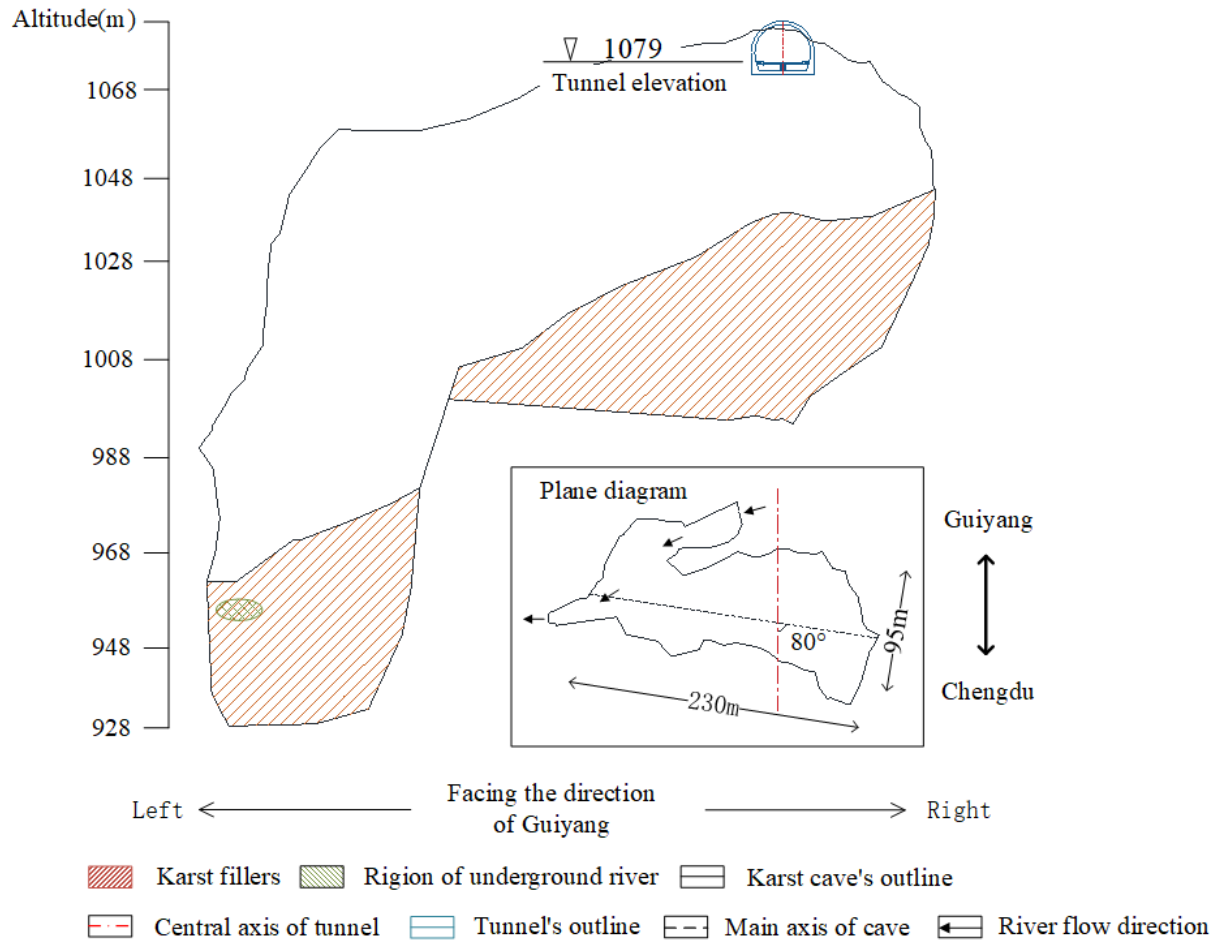 Altitude(m)
1079
Tunnel elevation
1068
1048
1028
1008
988
968
948
928
Plane diagram
80°
95m
230m
Guiyang
Chengdu
Left
Facing the direction
of Guiyang
Right
Karst fillers
Rigion of underground river
Karst cave's outline
Central axis of tunnel
Tunnel's outline
Main axis of cave
River flow direction